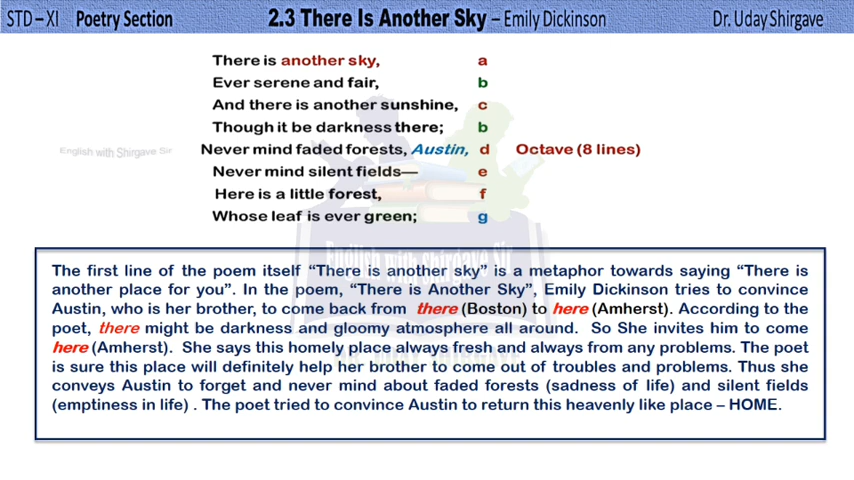 STD – XI Poetry Section 2.3 There Is Another Sky – Emily Dickinson Dr. Uday Shirgave
There is another sky, a
Ever serene and fair, b
And there is another sunshine, c
Though it be darkness there; b
English with Shirgave Sir
Never mind faded forests, Austin, d Octave (8 lines)
Never mind silent fields— e
Here is a little forest, f
Whose leaf is ever green; g
English with Shirgave Sir
The first line of the poem itself “There is another sky” is a metaphor towards saying “There is
another place for you”. In the poem, “There is Another Sky”, Emily Dickinson tries to convince
Austin, who is her brother, to come back from there (Boston) to here (Amherst). According to the
poet, there might be darkness and gloomy atmosphere all around. So She invites him to come
here (Amherst). She says this homely place always fresh and always from any problems. The poet
DR. UDAY SHIRGAVE
is sure this place will definitely help her brother to come out of troubles and problems. Thus she
conveys Austin to forget and never mind about faded forests (sadness of life) and silent fields
(emptiness in life) . The poet tried to convince Austin to return this heavenly like place – HOME.